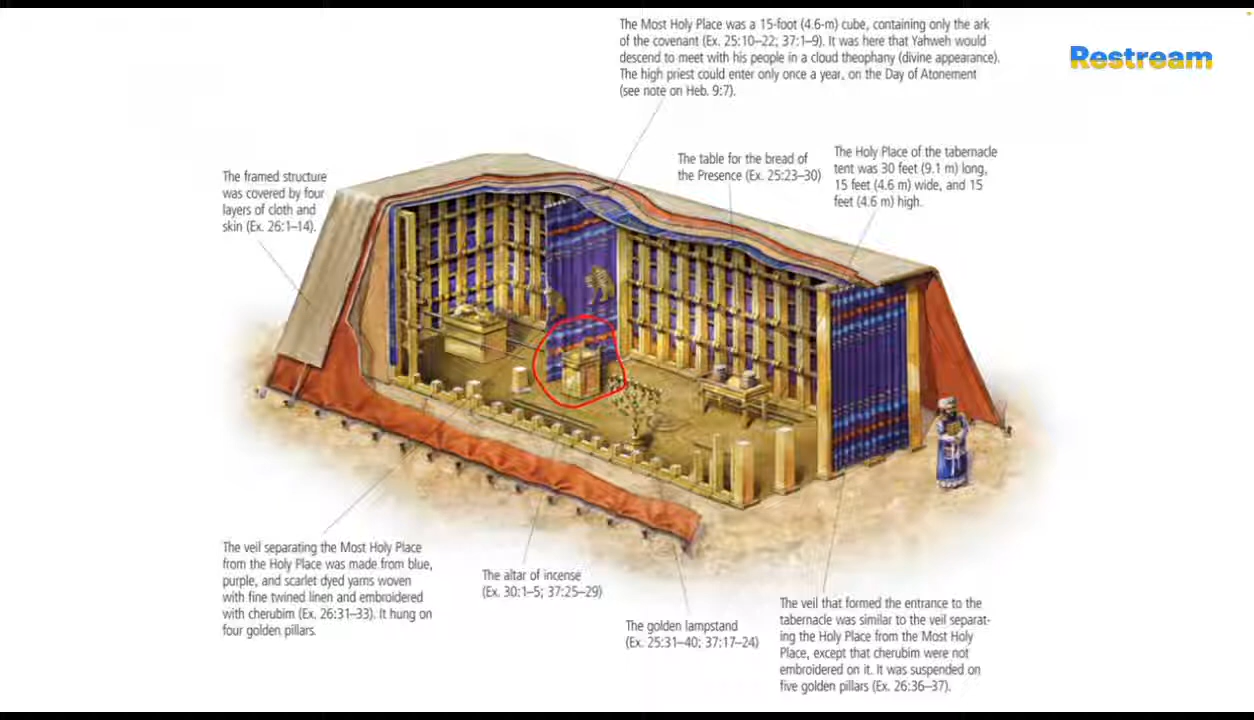 The Most Holy Place was a 15-foot (4.6-m) cube, containing only the ark
of the covenant (Ex. 25:10–22; 37:1–9). It was here that Yahweh would
descend to meet with his people in a cloud theophany (divine appearance).
The high priest could enter only once a year, on the Day of Atonement
(see note on Heb. 9:7).
Restream
The table for the bread of
the Presence (Ex. 25:23–30)
The Holy Place of the tabernacle
tent was 30 feet (9.1 m) long,
15 feet (4.6 m) wide, and 15
feet (4.6 m) high.
The framed structure
was covered by four
layers of cloth and
skin (Ex. 26:1–14).
The veil separating the Most Holy Place
from the Holy Place was made from blue,
purple, and scarlet dyed yarns woven
with fine twined linen and embroidered
with cherubim (Ex. 26:31–33). It hung on
four golden pillars.
The altar of incense
(Ex. 30:1–5; 37:25–29)
The golden lampstand
(Ex. 25:31–40; 37:17–24)
The veil that formed the entrance to the
tabernacle was similar to the veil separat-
ing the Holy Place from the Most Holy
Place, except that cherubim were not
embroidered on it. It was suspended on
five golden pillars (Ex. 26:36–37).